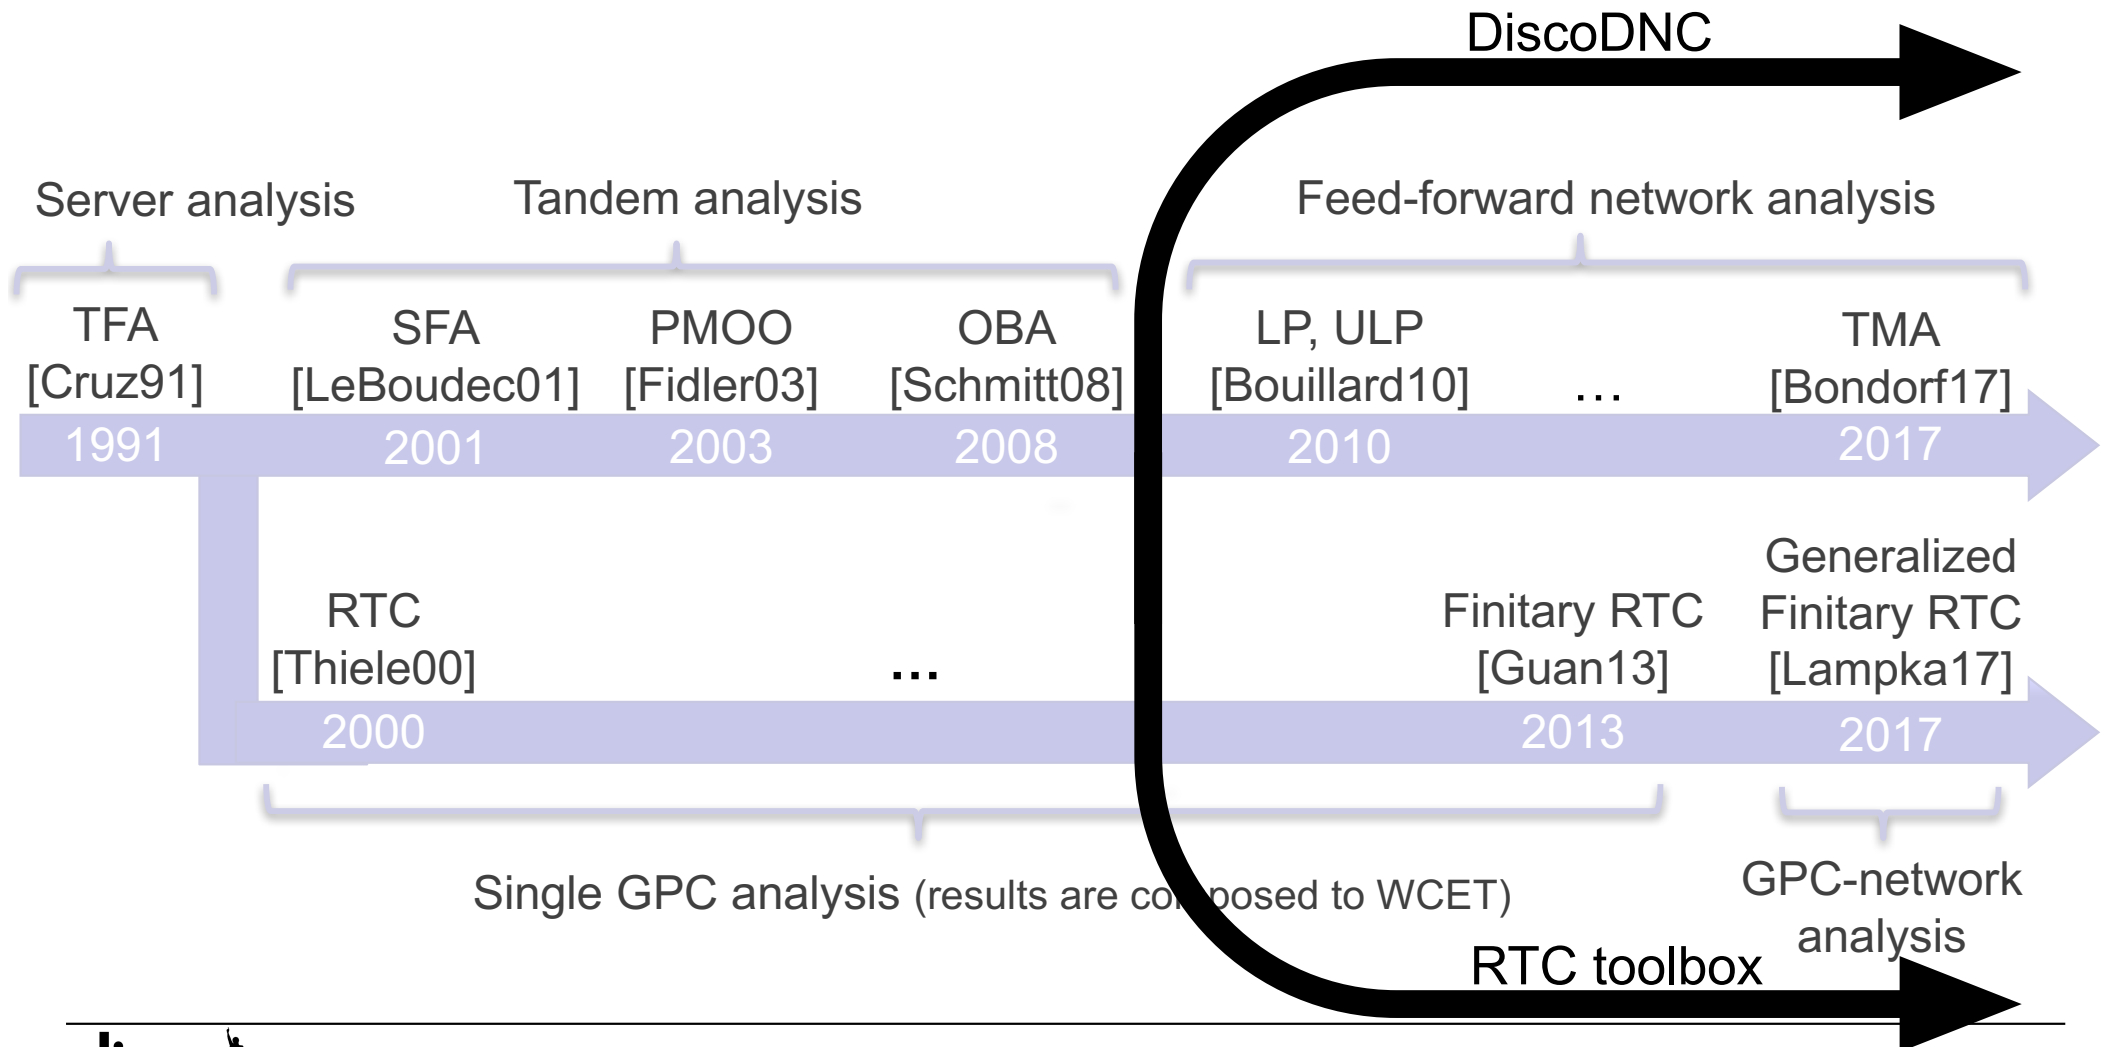 DiscoDNC
Server analysis
Tandem analysis
Feed-forward network analysis
TFA
[Cruz91]
1991
SFA
[LeBoudec01]
2001
PMOO
[Fidler03]
2003
OBA
[Schmitt08]
2008
LP, ULP
[Bouillard10]
2010
…
TMA
[Bondorf17]
2017
RTC
[Thiele00]
2000
...
Finitary RTC
[Guan13]
2013
Generalized
Finitary RTC
[Lampka17]
2017
Single GPC analysis (results are composed to WCET)
GPC-network
analysis
RTC toolbox